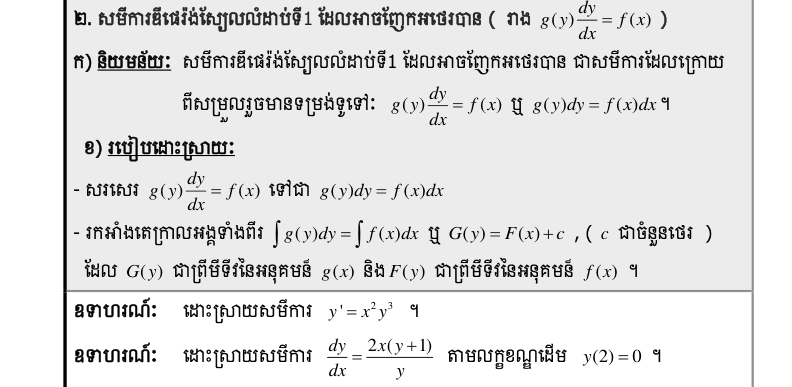 ២. សមីការឌីផេរ៉ង់ស្យែលលំដាប់ទី1 ដែលអាចញែកអថេរបាន ( រាង g(y) dy/dx = f(x) )
ក) និយមន័យ: សមីការឌីផេរ៉ង់ស្យែលលំដាប់ទី1 ដែលអាចញែកអថេរបាន ជាសមីការដែលក្រោយ
ពីសម្រួលរួចមានទម្រង់ទូទៅ: g(y) dy/dx = f(x) ឬ g(y)dy = f(x)dx ។
ខ) របៀបដោះស្រាយ:
- សរសេរ g(y) dy/dx = f(x) ទៅជា g(y)dy = f(x)dx
- រកអាំងតេក្រាលអង្គទាំងពីរ ∫ g(y)dy = ∫ f(x)dx ឬ G(y) = F(x) + c , ( c ជាចំនួនថេរ )
ដែល G(y) ជាព្រីមីទីវនៃអនុគមន៍ g(x) និង F(y) ជាព្រីមីទីវនៃអនុគមន៍ f(x) ។
ឧទាហរណ៍: ដោះស្រាយសមីការ y' = x²y³ ។
ឧទាហរណ៍: ដោះស្រាយសមីការ dy/dx = 2x(y+1)/y តាមលក្ខខណ្ឌដើម y(2) = 0 ។